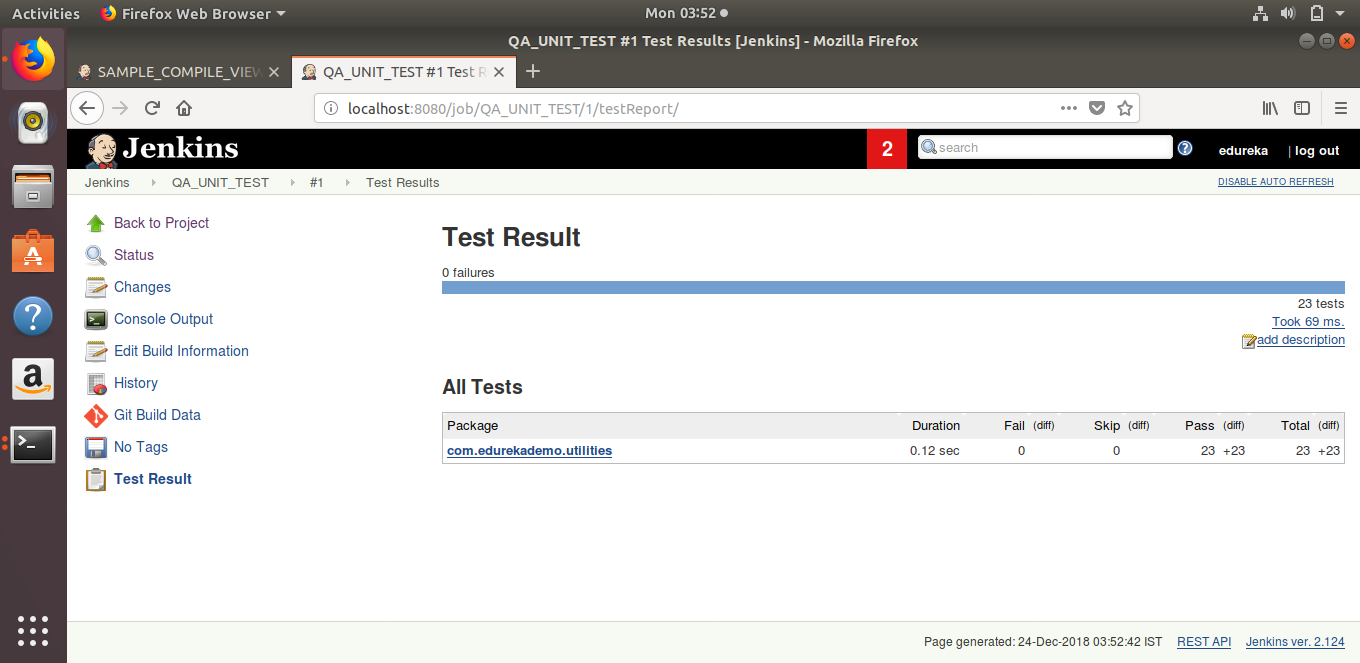 Activities Firefox Web Browser Mon 03:52
QA_UNIT_TEST #1 Test Results [Jenkins] - Mozilla Firefox
SAMPLE_COMPILE_VIEW QA_UNIT_TEST #1 Test R
localhost:8080/job/QA_UNIT_TEST/1/testReport/
Jenkins 2 search edureka | log out
Jenkins QA_UNIT_TEST #1 Test Results DISABLE AUTO REFRESH
Back to Project
Status
Changes
Console Output
Edit Build Information
History
Git Build Data
No Tags
Test Result
Test Result
0 failures
23 tests
Took 69 ms.
add description
All Tests
Package Duration Fail (diff) Skip (diff) Pass (diff) Total (diff)
com.edurekademo.utilities 0.12 sec 0 0 23 +23 23 +23
Page generated: 24-Dec-2018 03:52:42 IST REST API Jenkins ver. 2.124